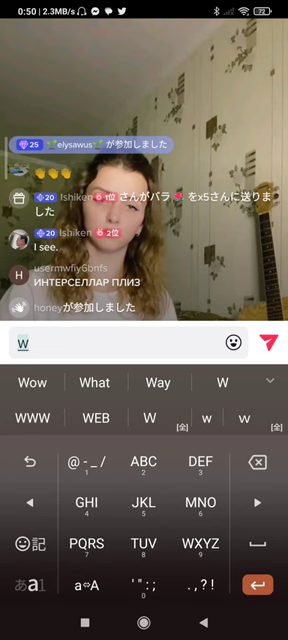 0:50 | 2.3MB/s
72
25 🌿elysawus🌿 が参加しました
👏👏👏
20 Ishiken 1位 さんがバラ 🌹 をx5さんに送りました
20 Ishiken 2位
I see.
H usermwfiy6bnfs
ИНТЕРСЕЛЛАР ПЛИЗ
honeyが参加しました
W
Wow What Way W
WWW WEB W [全] w w [全]
@-_/ 1 ABC 2 DEF 3
GHI 4 JKL 5 MNO 6
記 PQRS 7 TUV 8 WXYZ 9
あa1 a⇔A '":; 0 .,?!